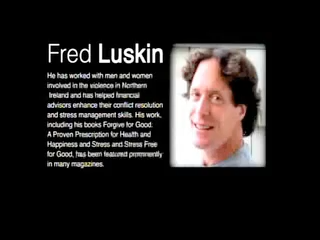 Fred Luskin
He has worked with men and women
involved in the violence in Northern
Ireland and has helped financial
advisors enhance their conflict resolution
and stress management skills. His work,
including his books Forgive for Good.
A Proven Prescription for Health and
Happiness and Stress and Stress Free
for Good, has been featured prominently
in many magazines.